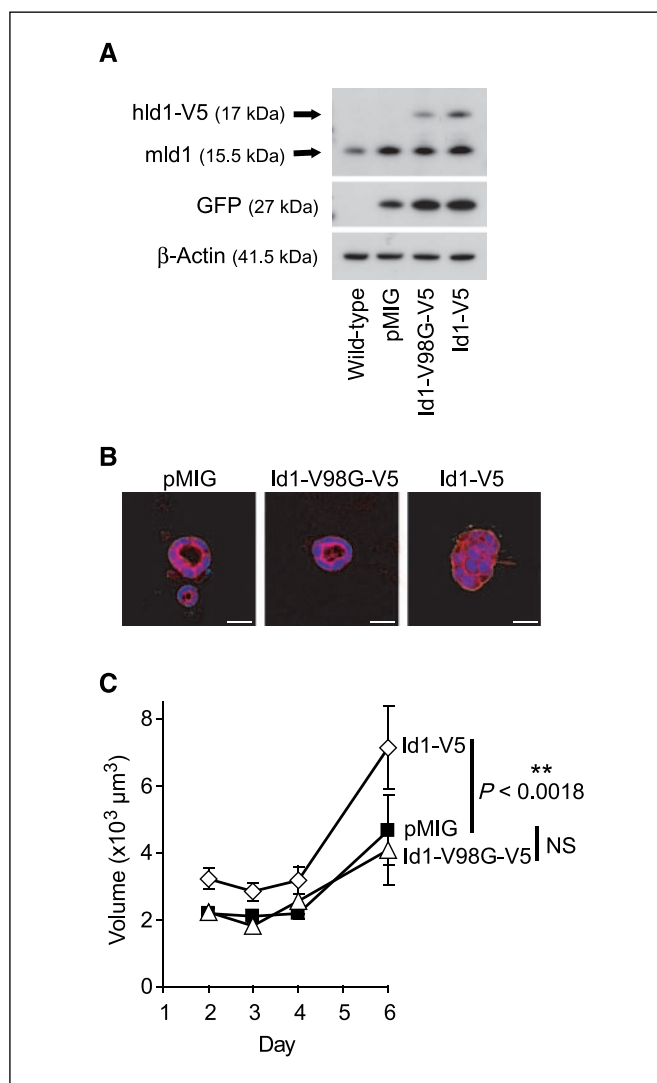 A
hId1-V5 (17 kDa)
mId1 (15.5 kDa)
GFP (27 kDa)
β-Actin (41.5 kDa)
Wild-type
pMIG
Id1-V98G-V5
Id1-V5
B
pMIG Id1-V98G-V5 Id1-V5
C
8
6
4
2
0
Volume (x10³ µm³)
1 2 3 4 5 6
Day
Id1-V5
**
P < 0.0018
pMIG
Id1-V98G-V5
NS